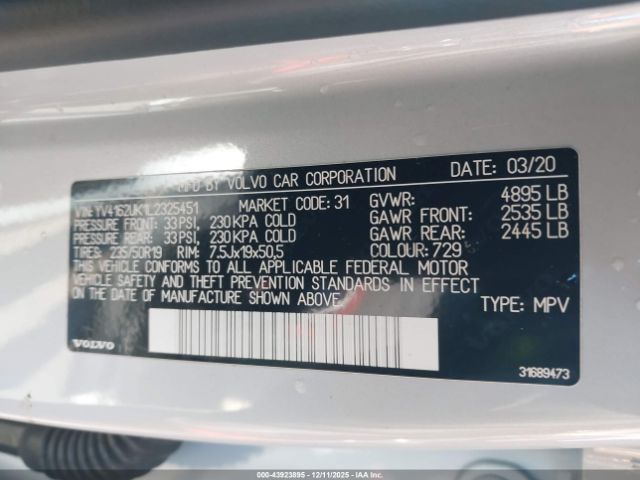 MFD BY VOLVO CAR CORPORATION DATE: 03/20
VIN: YV4162UK1L2325451 MARKET CODE: 31 GVWR: 4895 LB
PRESSURE FRONT: 33 PSI, 230 KPA COLD GAWR FRONT: 2535 LB
PRESSURE REAR: 33 PSI, 230 KPA COLD GAWR REAR: 2445 LB
TIRES: 235/50R19 RIM: 7.5Jx19x50,5 COLOUR: 729
THIS VEHICLE CONFORMS TO ALL APPLICABLE FEDERAL MOTOR
VEHICLE SAFETY AND THEFT PREVENTION STANDARDS IN EFFECT
ON THE DATE OF MANUFACTURE SHOWN ABOVE. TYPE: MPV
VOLVO 31689473
000-43923895 12/11/2025 IAAI.COM